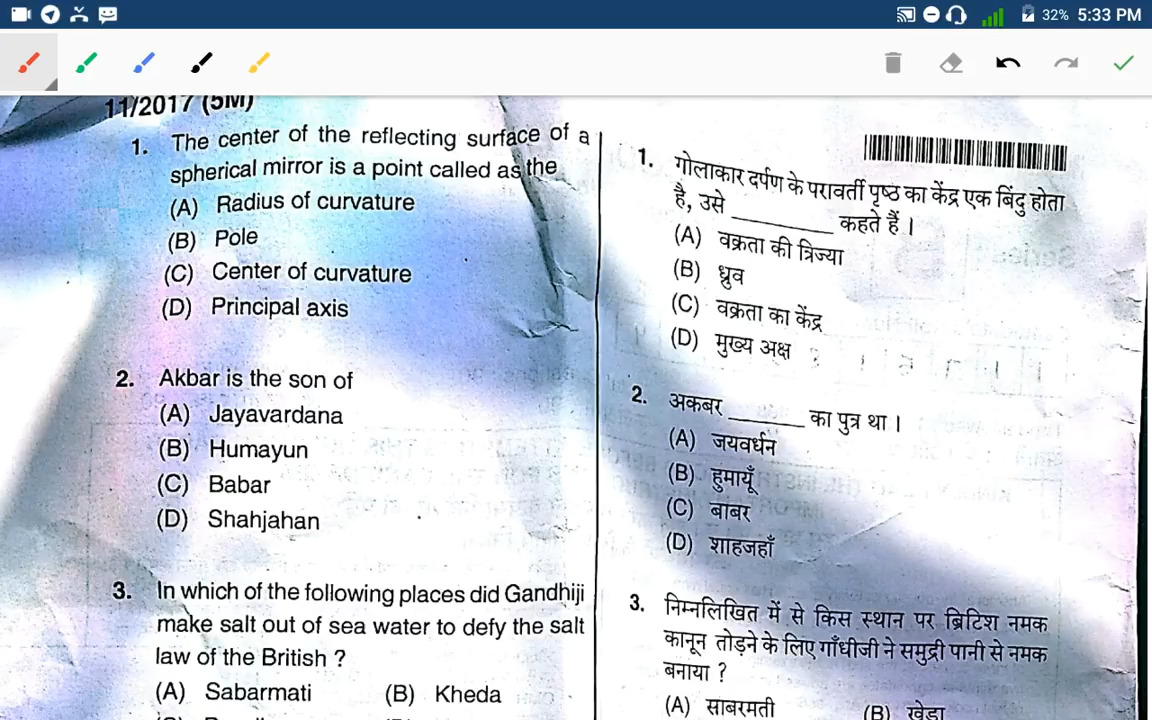 32% 5:33 PM
11/2017 (5M)
1. The center of the reflecting surface of a
spherical mirror is a point called as the
(A) Radius of curvature
(B) Pole
(C) Center of curvature
(D) Principal axis
2. Akbar is the son of
(A) Jayavardana
(B) Humayun
(C) Babar
(D) Shahjahan
3. In which of the following places did Gandhiji
make salt out of sea water to defy the salt
law of the British ?
(A) Sabarmati (B) Kheda
1. गोलाकार दर्पण के परावर्ती पृष्ठ का केंद्र एक बिंदु होता
है, उसे ________ कहते हैं ।
(A) वक्रता की त्रिज्या
(B) ध्रुव
(C) वक्रता का केंद्र
(D) मुख्य अक्ष
2. अकबर ________ का पुत्र था ।
(A) जयवर्धन
(B) हुमायूँ
(C) बाबर
(D) शाहजहाँ
3. निम्नलिखित में से किस स्थान पर ब्रिटिश नमक
कानून तोड़ने के लिए गाँधीजी ने समुद्री पानी से नमक
बनाया ?
(A) साबरमती (B) खेडा